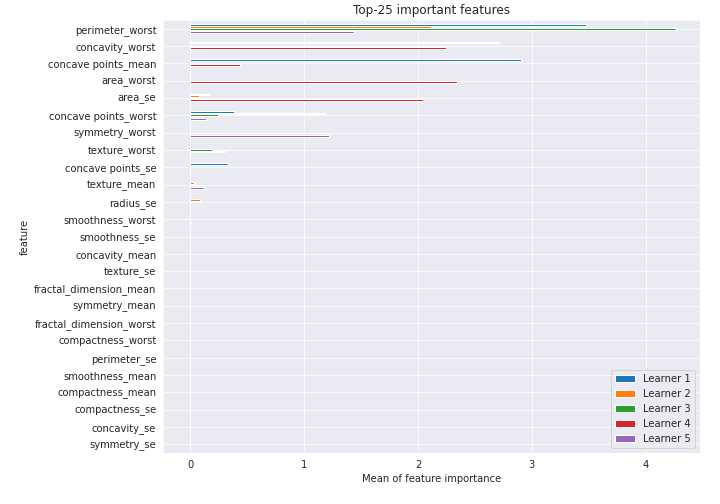 Top-25 important features
perimeter_worst
concavity_worst
concave points_mean
area_worst
area_se
concave points_worst
symmetry_worst
texture_worst
concave points_se
texture_mean
radius_se
smoothness_worst
smoothness_se
concavity_mean
texture_se
fractal_dimension_mean
symmetry_mean
fractal_dimension_worst
compactness_worst
perimeter_se
smoothness_mean
compactness_mean
compactness_se
concavity_se
symmetry_se
feature
Learner 1
Learner 2
Learner 3
Learner 4
Learner 5
0 1 2 3 4
Mean of feature importance